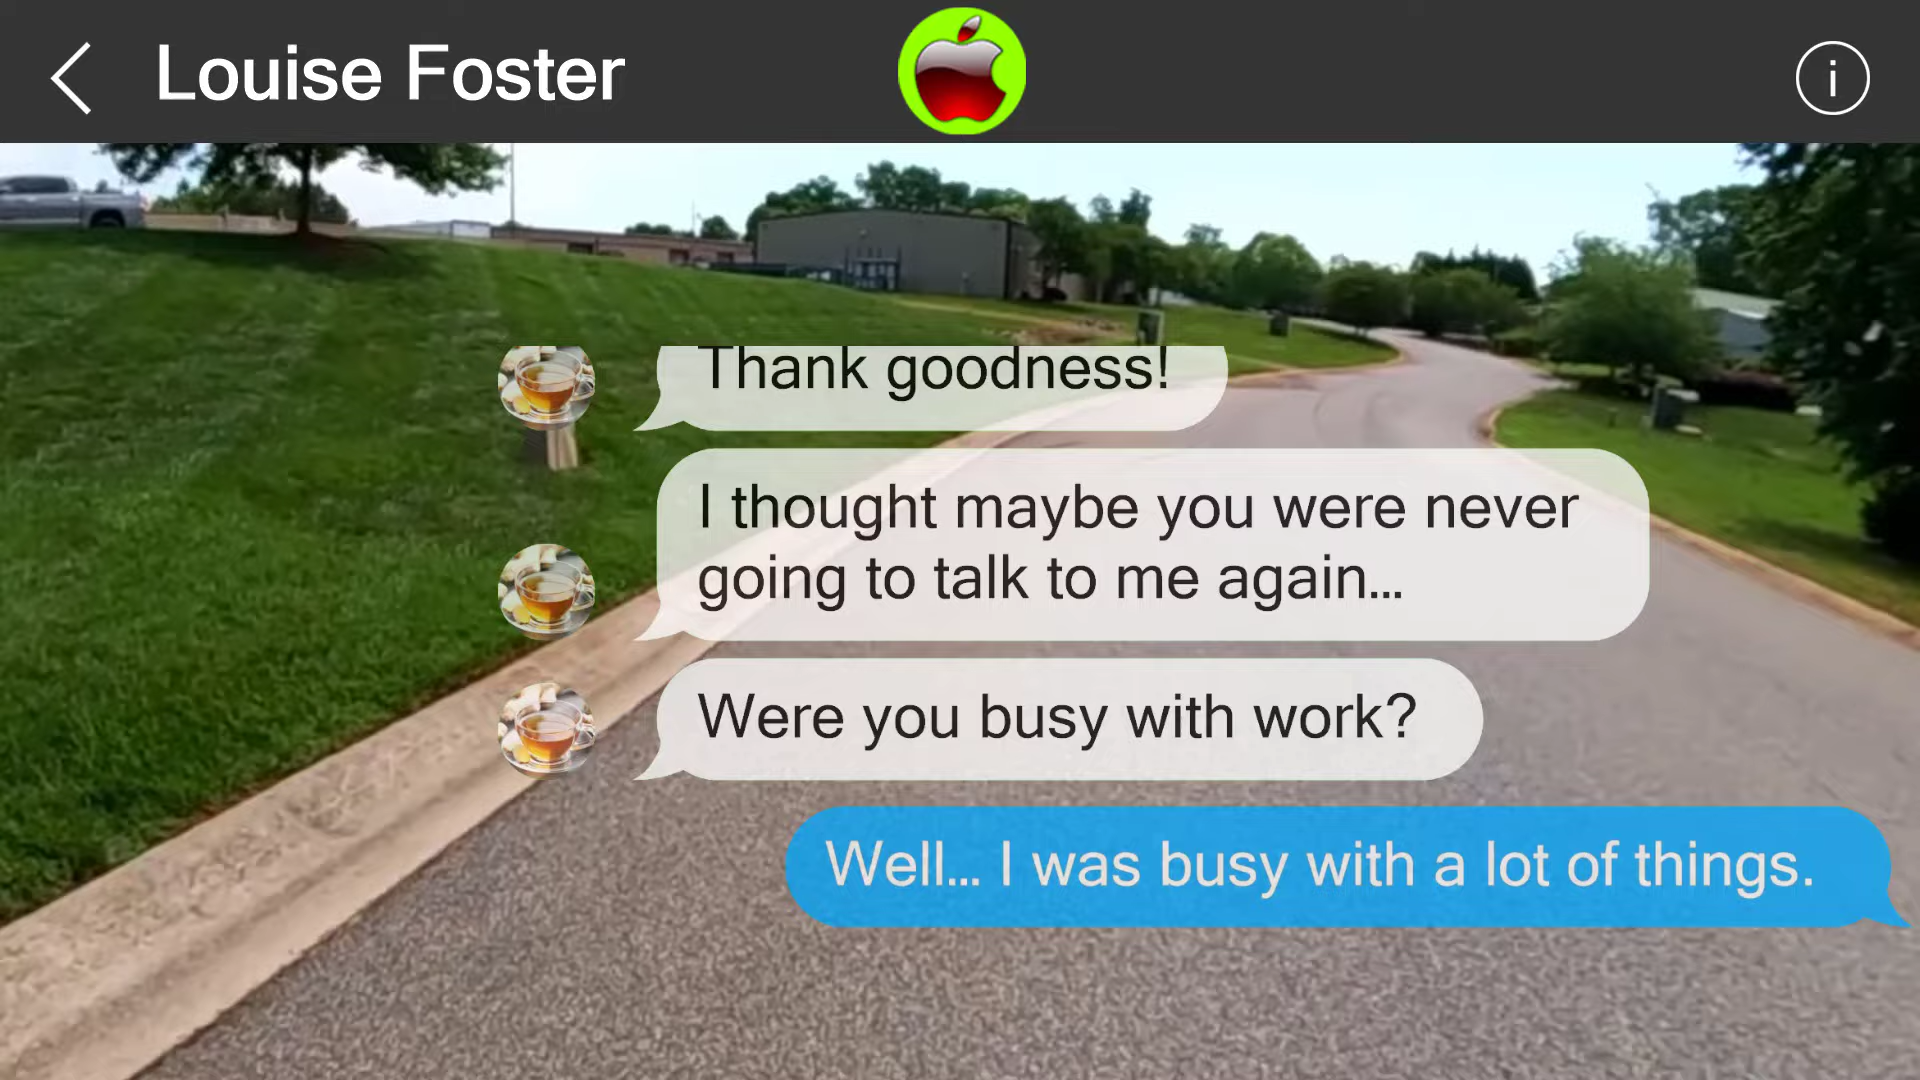 Louise Foster
i
Thank goodness!
I thought maybe you were never
going to talk to me again...
Were you busy with work?
Well... I was busy with a lot of things.